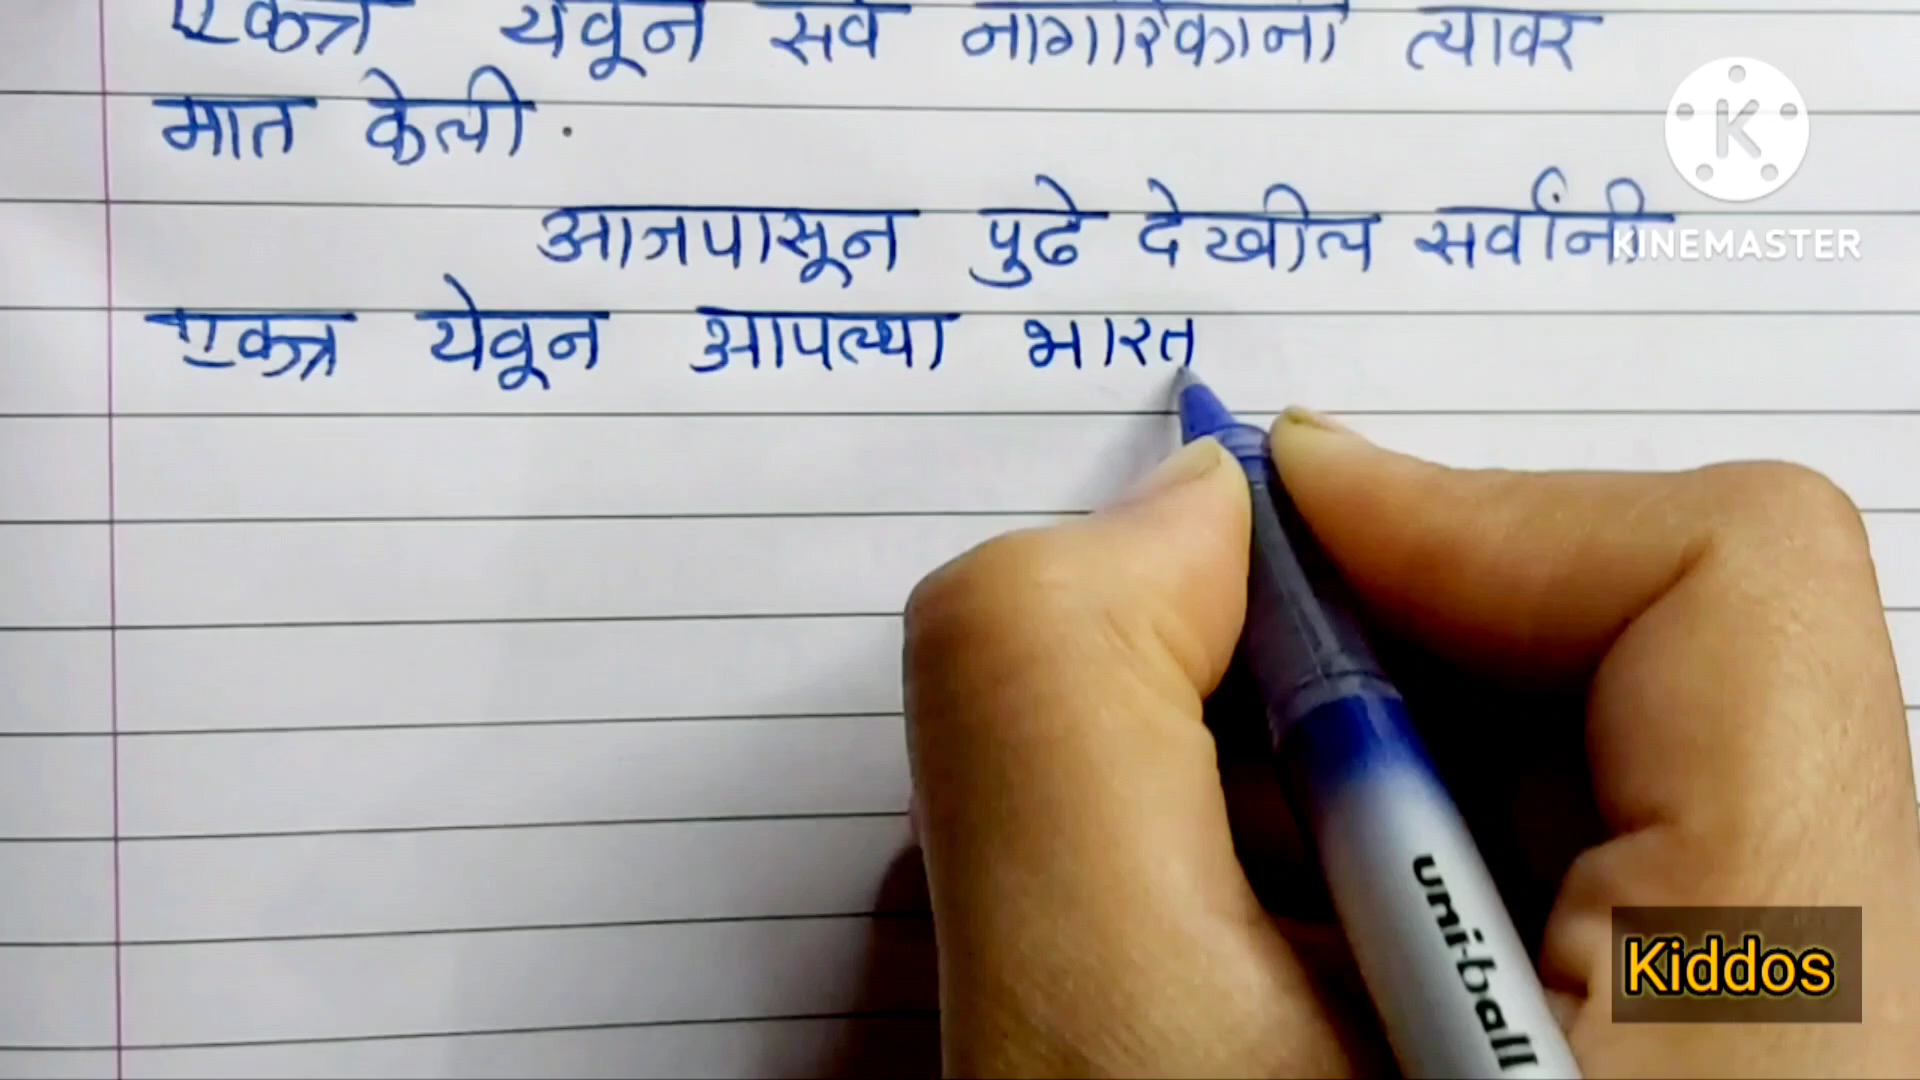 एकत्र येवून सर्व नागरिकांनी त्यावर
मात केली.
आजपासून पुढे देखील सर्वांनी
एकत्र येवून आपल्या भारत
K
KINEMASTER
uni-ball
Kiddos